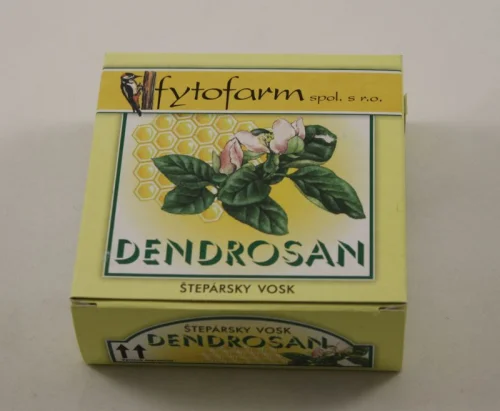 fytofarm spol. s r.o.
DENDROSAN
ŠTEPÁRSKY VOSK
ŠTEPÁRSKY VOSK
DENDROSAN